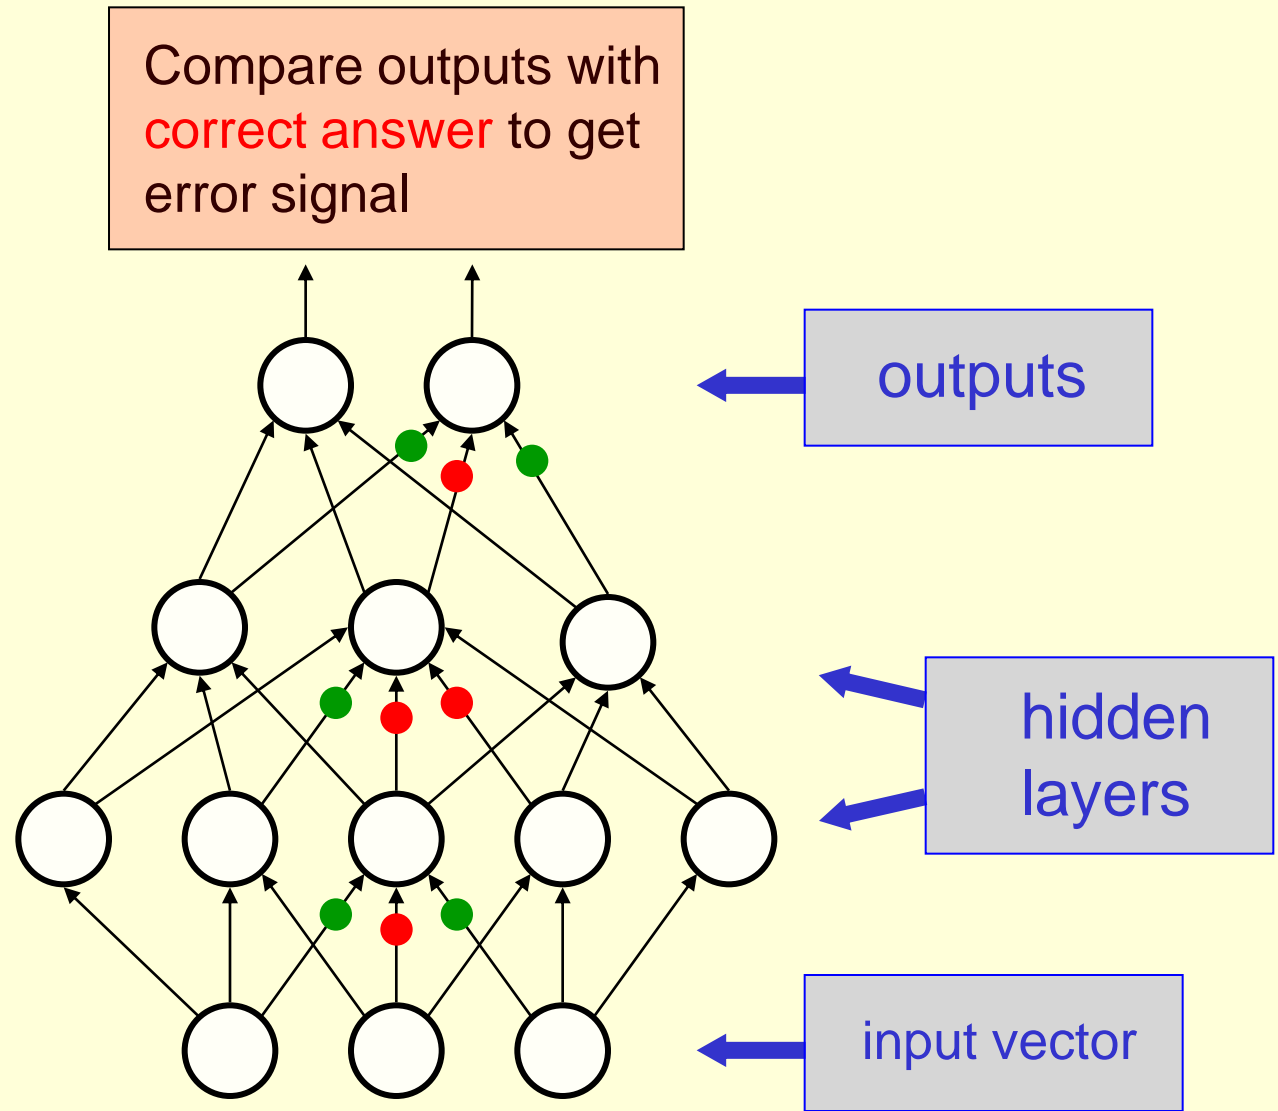 Compare outputs with
correct answer to get
error signal
outputs
hidden
layers
input vector